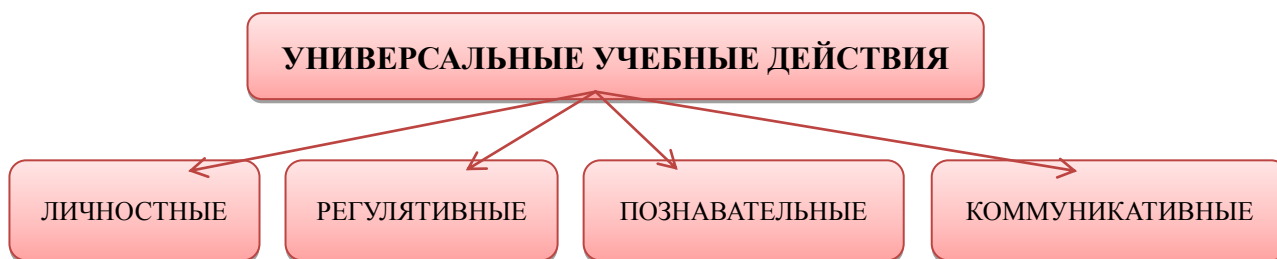 УНИВЕРСАЛЬНЫЕ УЧЕБНЫЕ ДЕЙСТВИЯ
ЛИЧНОСТНЫЕ
РЕГУЛЯТИВНЫЕ
ПОЗНАВАТЕЛЬНЫЕ
КОММУНИКАТИВНЫЕ